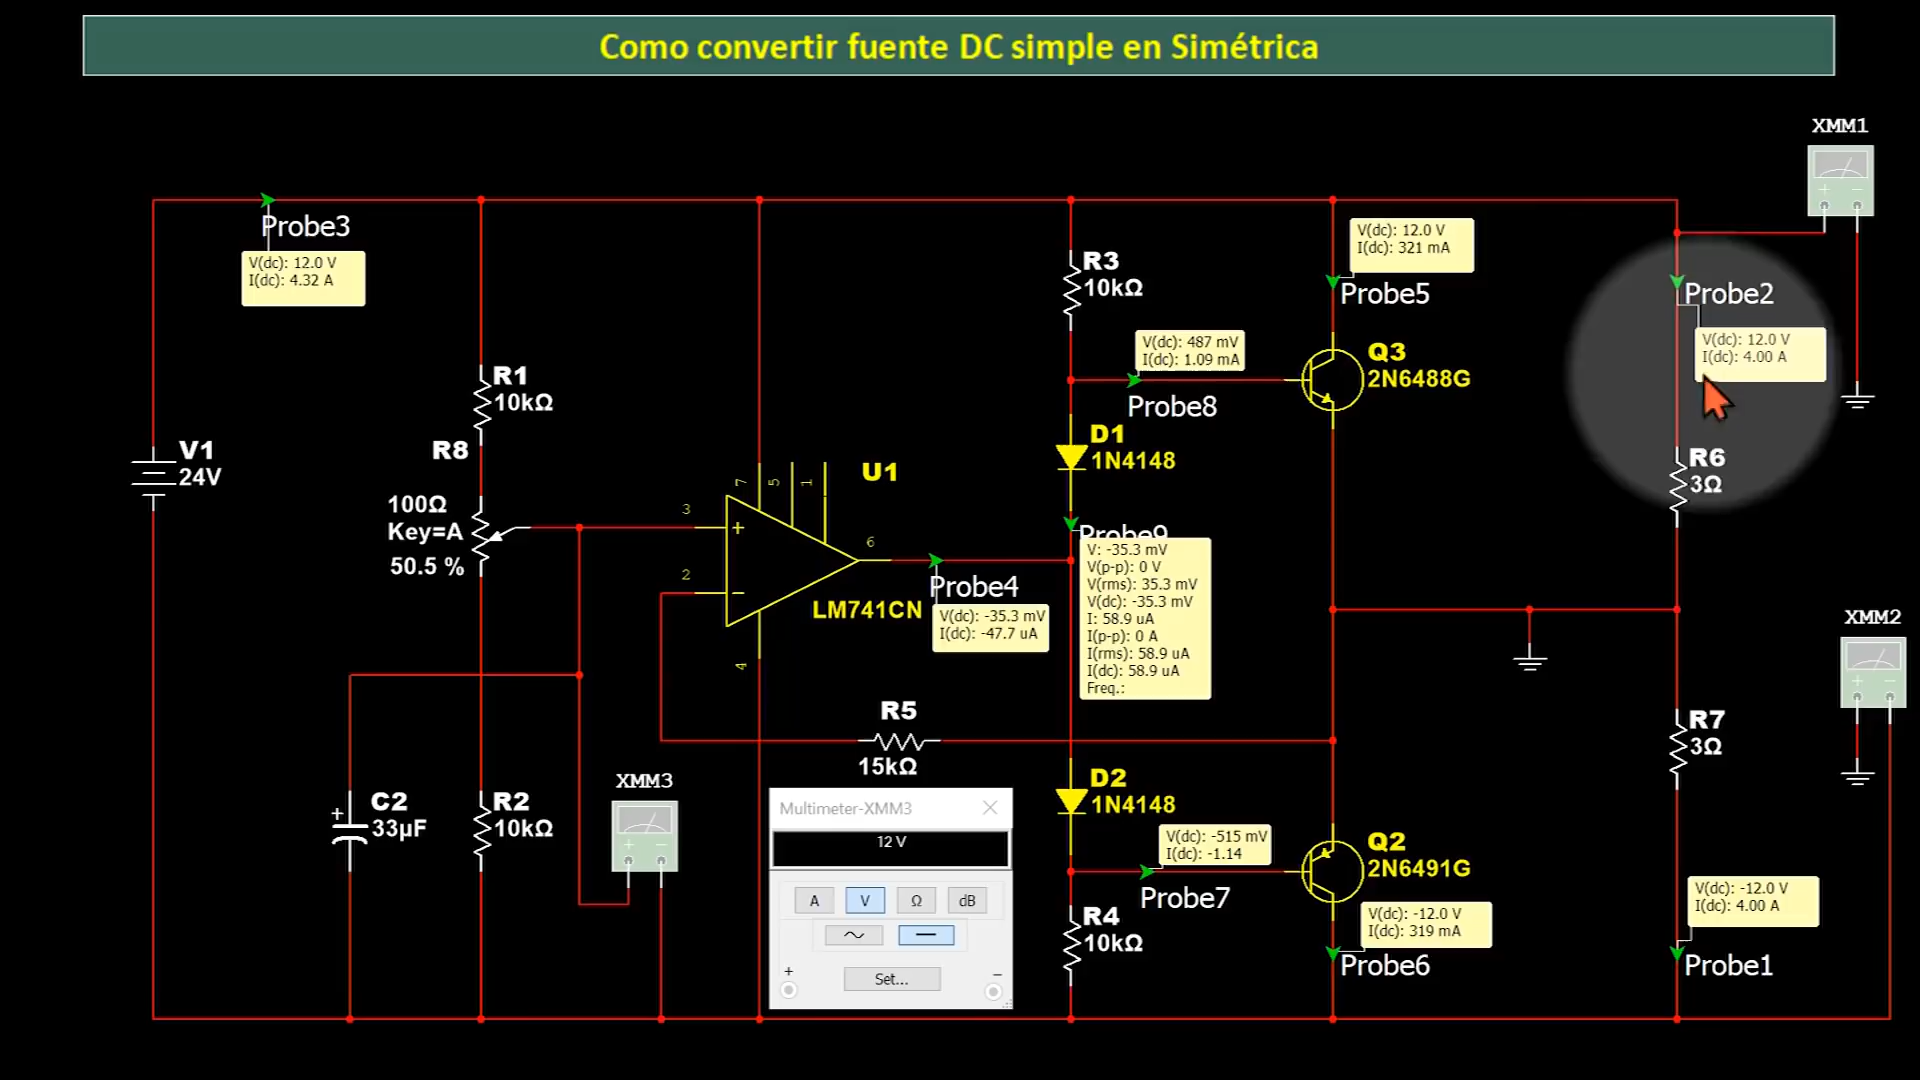 Como convertir fuente DC simple en Simétrica
XMM1
Probe3
V(dc): 12.0 V
I(dc): 4.32 A
V(dc): 12.0 V
I(dc): 321 mA
Probe5
Probe2
V(dc): 12.0 V
I(dc): 4.00 A
R3
10kΩ
V(dc): 487 mV
I(dc): 1.09 mA
Probe8
Q3
2N6488G
R1
10kΩ
R8
100Ω
Key=A
50.5 %
V1
24V
D1
1N4148
R6
3Ω
U1
7
5
1
3
+
2
−
6
4
LM741CN
Probe4
V(dc): -35.3 mV
I(dc): -47.7 uA
Probe9
V: -35.3 mV
V(p-p): 0 V
V(rms): 35.3 mV
V(dc): -35.3 mV
I: 58.9 uA
I(p-p): 0 A
I(rms): 58.9 uA
I(dc): 58.9 uA
Freq.:
XMM2
R5
15kΩ
R7
3Ω
XMM3
C2
33µF
+
R2
10kΩ
Multimeter-XMM3
12 V
A
V
Ω
dB
+
Set...
−
D2
1N4148
V(dc): -515 mV
I(dc): -1.14
Probe7
Q2
2N6491G
R4
10kΩ
V(dc): -12.0 V
I(dc): 319 mA
Probe6
V(dc): -12.0 V
I(dc): 4.00 A
Probe1